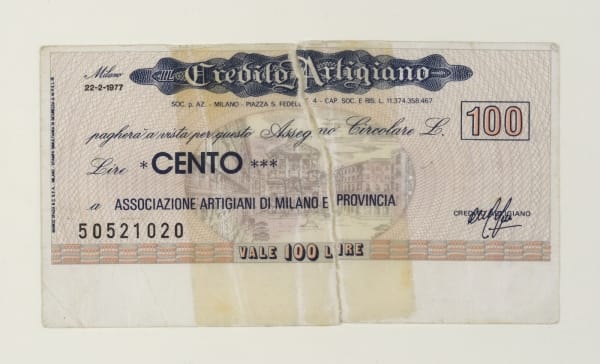 Credito Artigiano
Milano
22-2-1977
SOC. p. AZ. - MILANO - PIAZZA S. FEDELE 4 - CAP. SOC. E RIS. L. 11.374.358.467
pagherà a vista per questo Assegno Circolare L. 100
Lire *CENTO ***
a ASSOCIAZIONE ARTIGIANI DI MILANO E PROVINCIA
CREDITO ARTIGIANO
50521020
VALE 100 LIRE